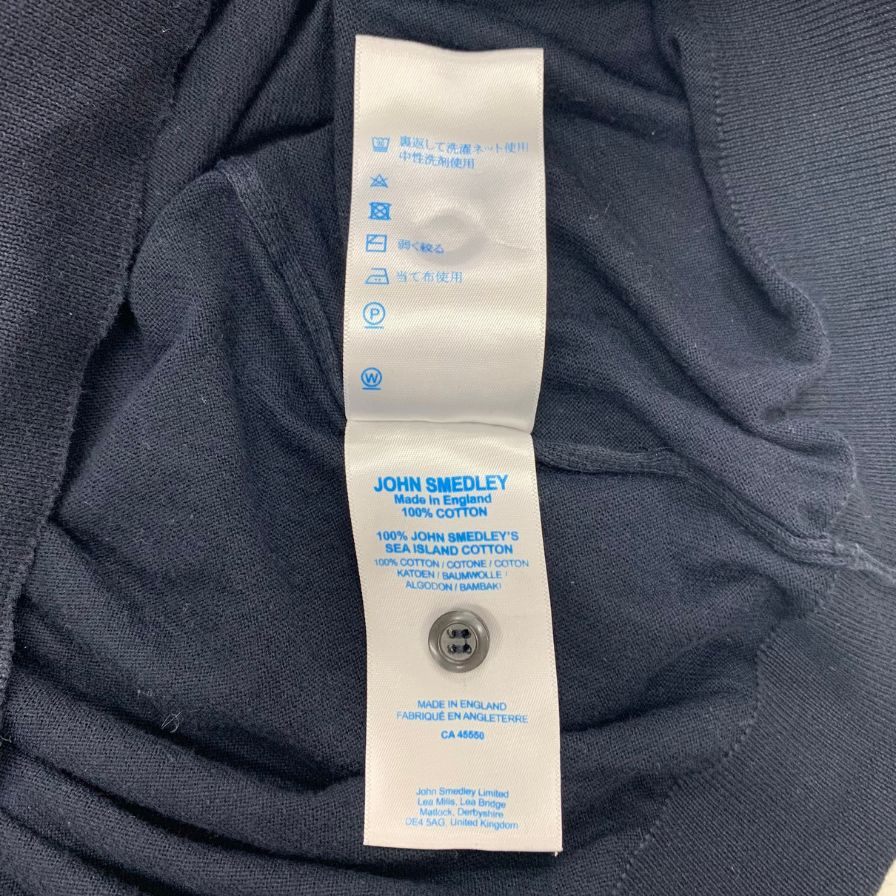 裏返して洗濯ネット使用
中性洗剤使用
弱く絞る
当て布使用
P
W
JOHN SMEDLEY
Made in England
100% COTTON
100% JOHN SMEDLEY'S
SEA ISLAND COTTON
100% COTTON / COTONE / COTON
KATOEN / BAUMWOLLE /
ALGODON / BAMBAKI
MADE IN ENGLAND
FABRIQUÉ EN ANGLETERRE
CA 45550
John Smedley Limited
Lea Mills, Lea Bridge
Matlock, Derbyshire
DE4 5AG, United Kingdom